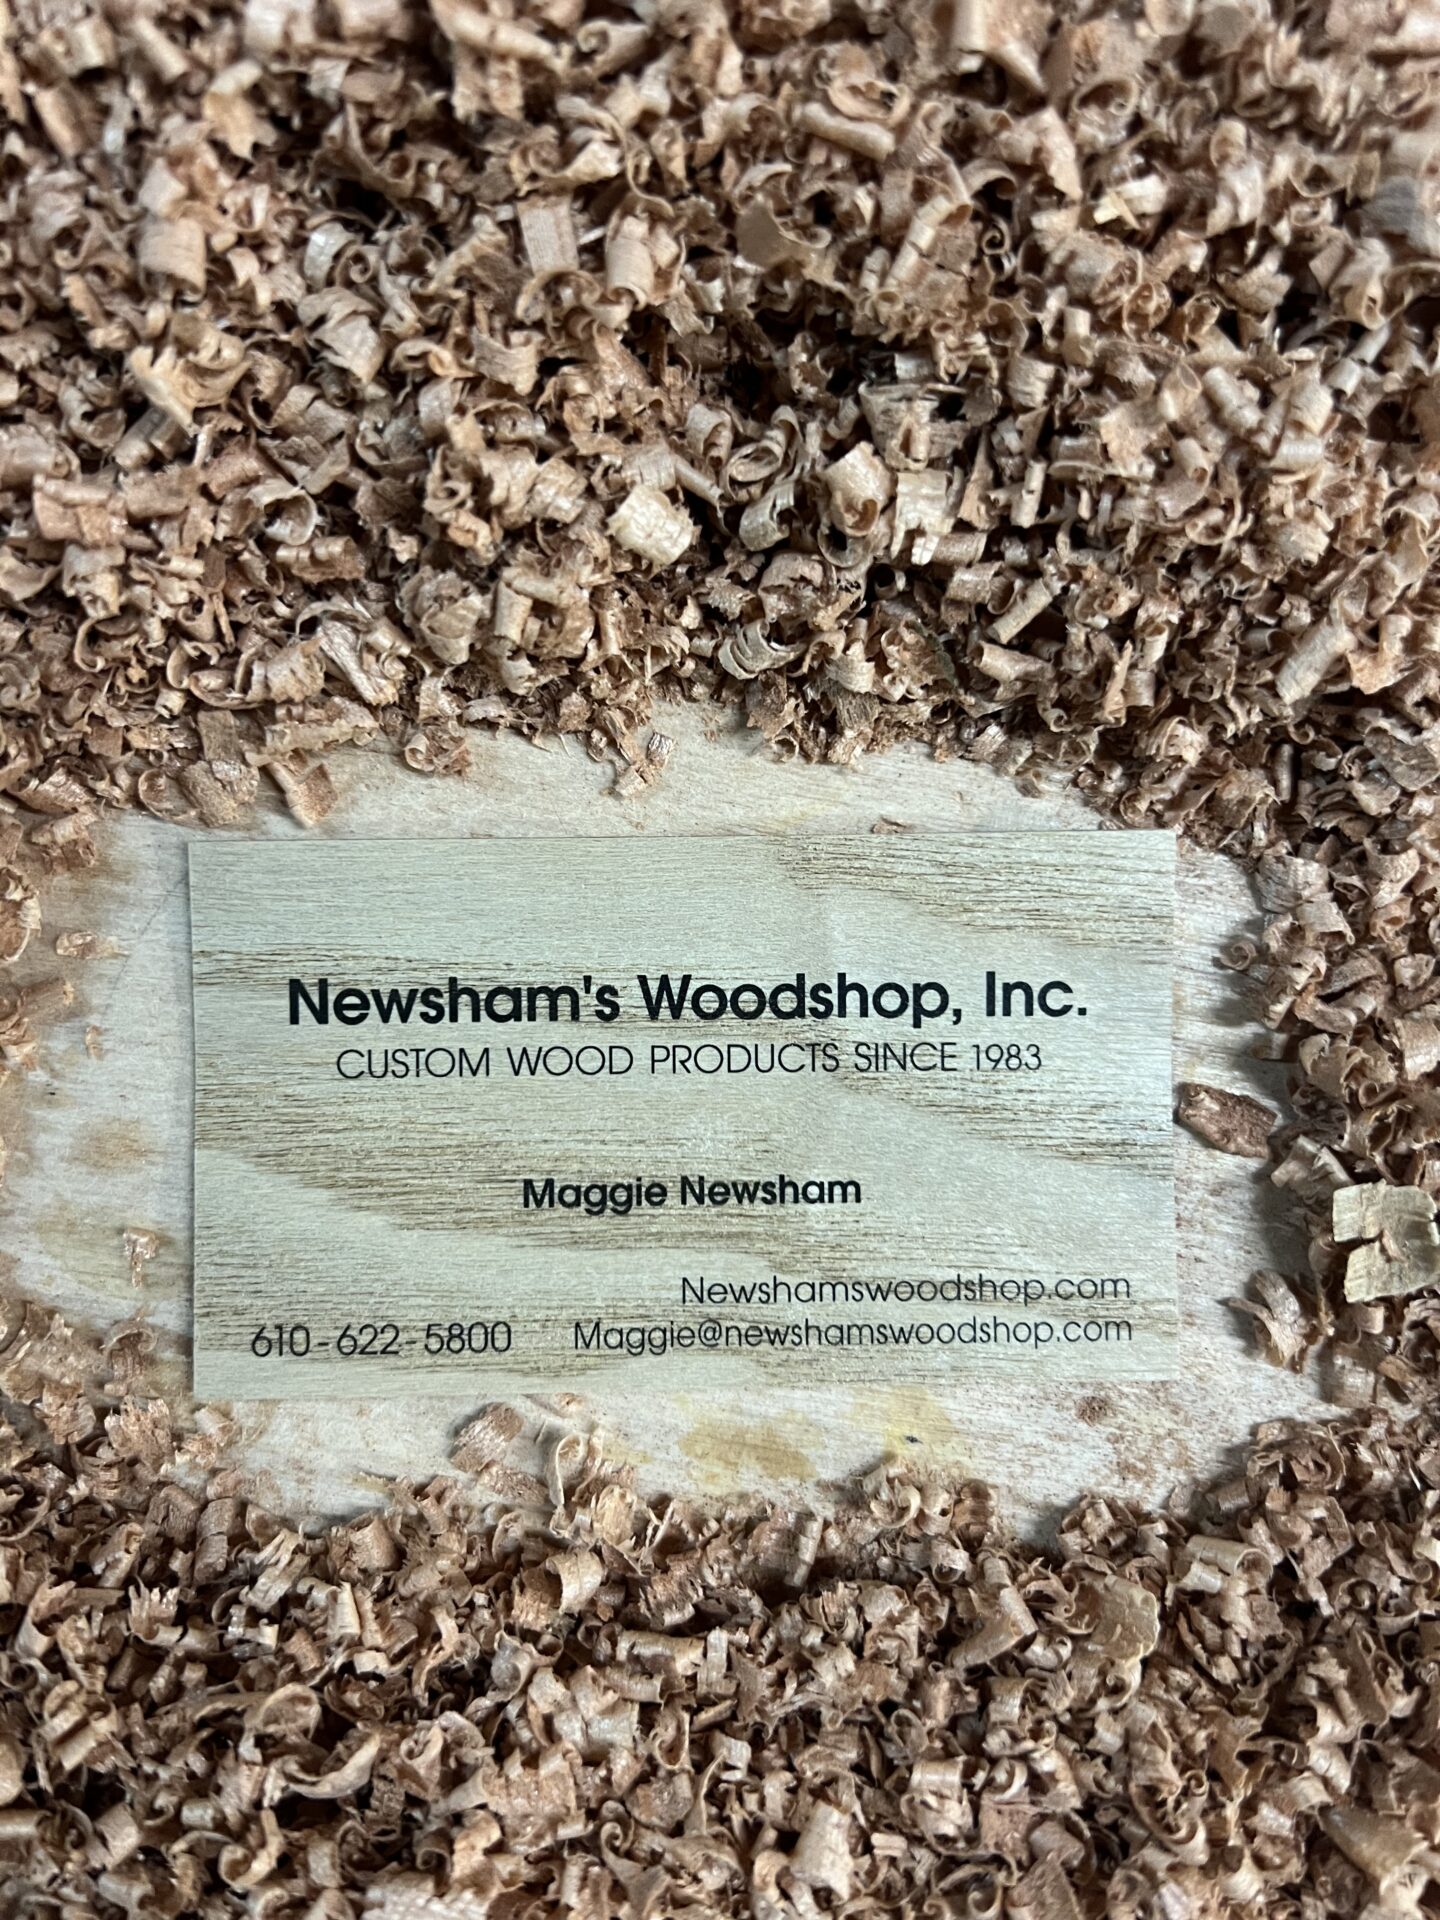 Newsham's Woodshop, Inc.
CUSTOM WOOD PRODUCTS SINCE 1983
Maggie Newsham
Newshamswoodshop.com
610-622-5800 Maggie@newshamswoodshop.com